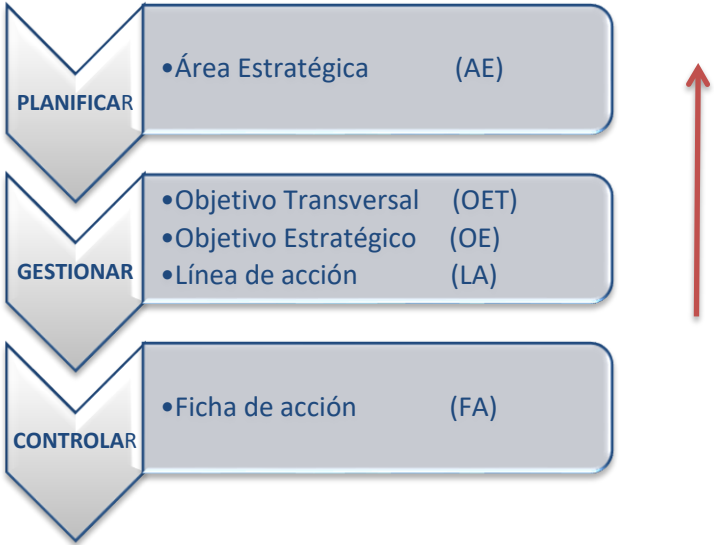 PLANIFICAR
•Área Estratégica (AE)
GESTIONAR
•Objetivo Transversal (OET)
•Objetivo Estratégico (OE)
•Línea de acción (LA)
CONTROLAR
•Ficha de acción (FA)